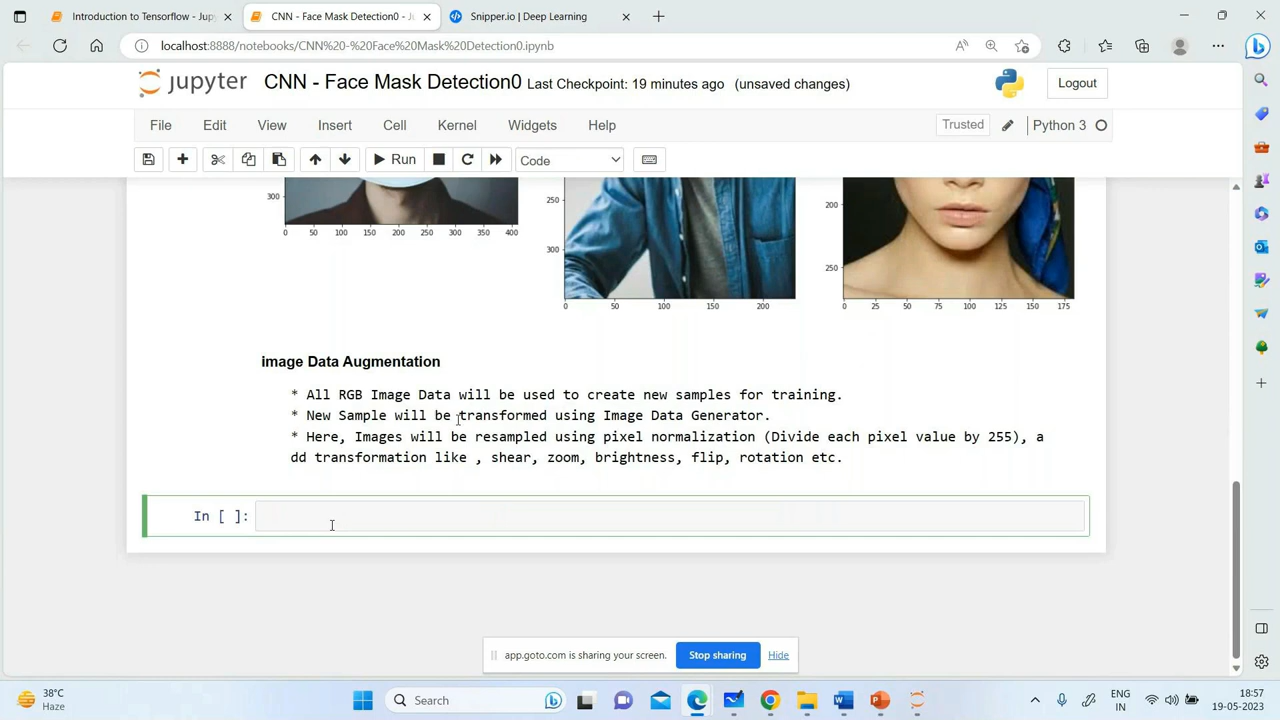 Introduction to Tensorflow - Jupy
CNN - Face Mask Detection0 - J
Snipper.io | Deep Learning
localhost:8888/notebooks/CNN%20-%20Face%20Mask%20Detection0.ipynb
jupyter CNN - Face Mask Detection0 Last Checkpoint: 19 minutes ago (unsaved changes)
Logout
File Edit View Insert Cell Kernel Widgets Help
Trusted Python 3
Run Code
300
0 50 100 150 200 250 300 350 400
250
300
0 50 100 150 200
200
250
0 25 50 75 100 125 150 175
image Data Augmentation
* All RGB Image Data will be used to create new samples for training.
* New Sample will be transformed using Image Data Generator.
* Here, Images will be resampled using pixel normalization (Divide each pixel value by 255), a
dd transformation like , shear, zoom, brightness, flip, rotation etc.
In [ ]:
app.goto.com is sharing your screen. Stop sharing Hide
38°C
Haze
Search
ENG
IN
18:57
19-05-2023